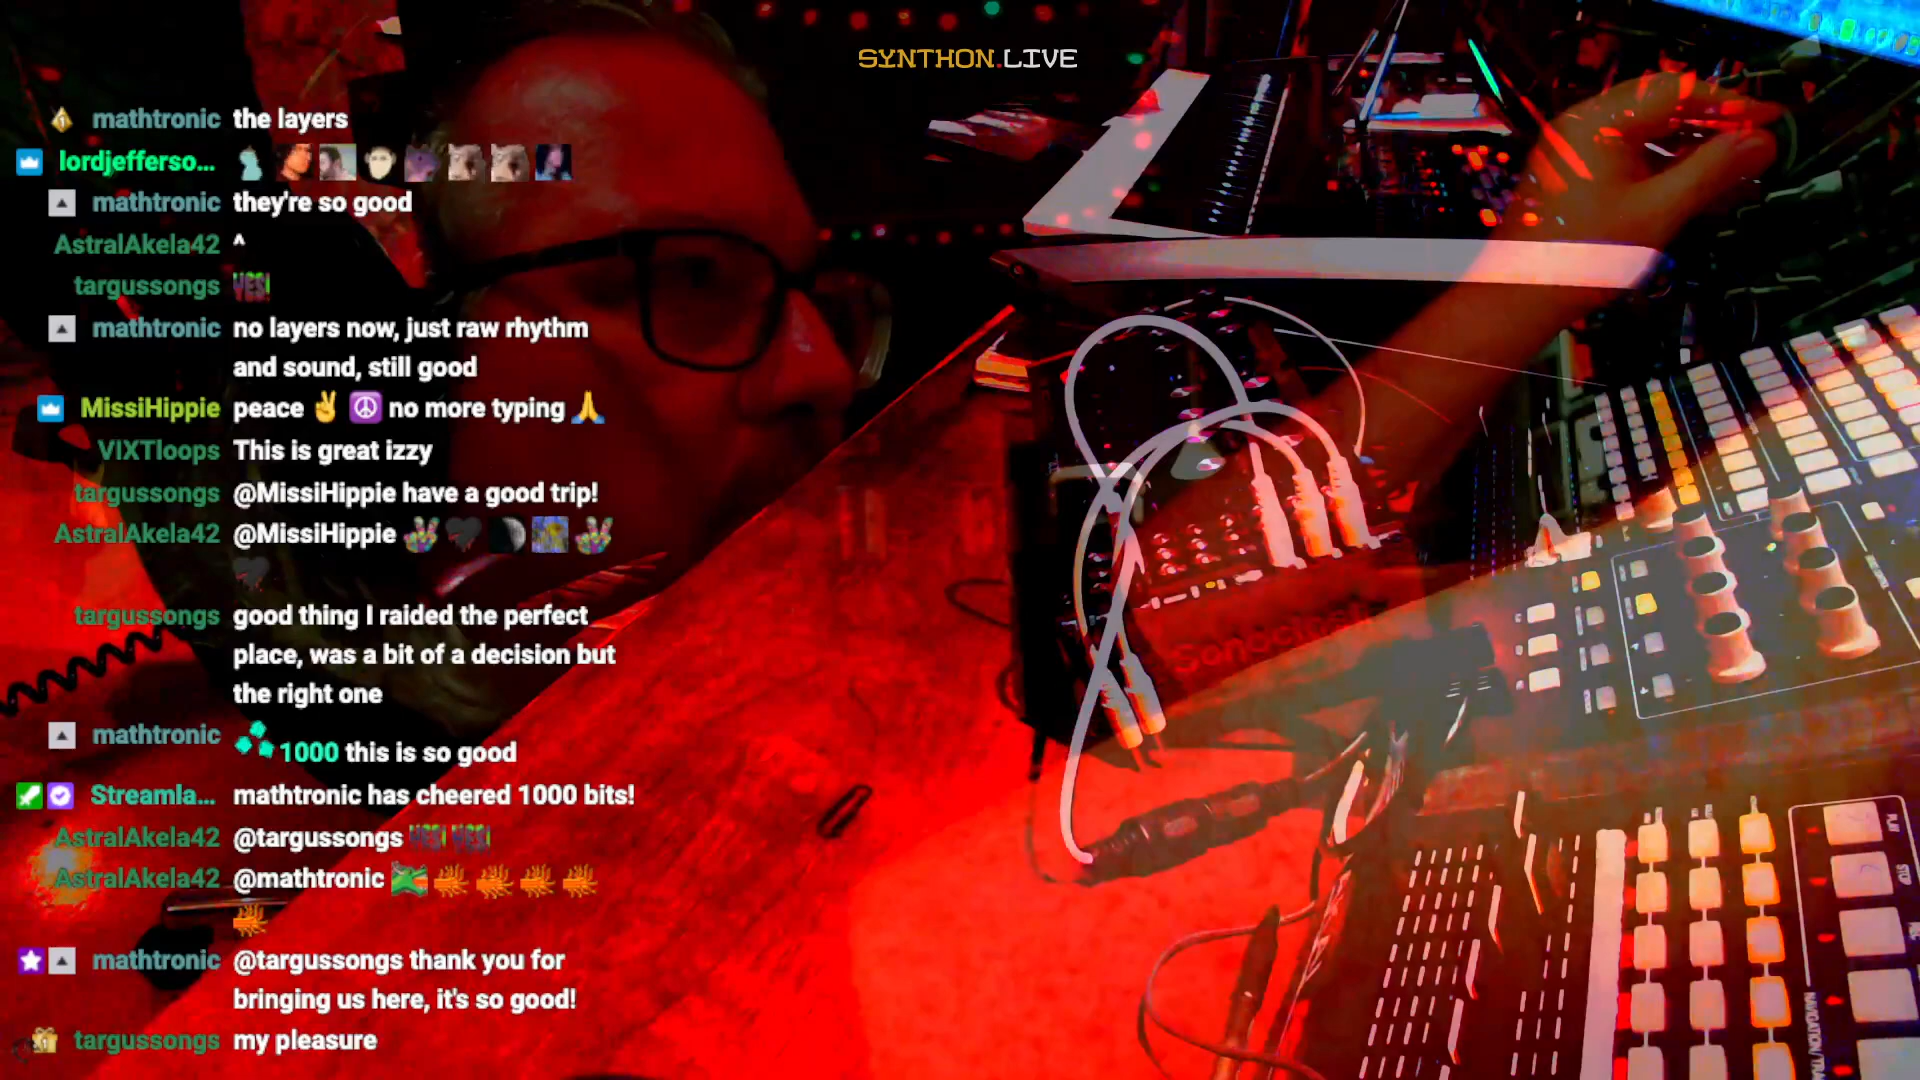 SYNTHON.LIVE
mathtronic the layers
lordjefferso...
mathtronic they're so good
AstralAkela42 ^
targussongs YES!
mathtronic no layers now, just raw rhythm
and sound, still good
MissiHippie peace ✌️ ☮️ no more typing 🙏
VIXTloops This is great izzy
targussongs @MissiHippie have a good trip!
AstralAkela42 @MissiHippie
targussongs good thing I raided the perfect
place, was a bit of a decision but
the right one
mathtronic 1000 this is so good
Streamla... mathtronic has cheered 1000 bits!
AstralAkela42 @targussongs YES! YES!
AstralAkela42 @mathtronic
mathtronic @targussongs thank you for
bringing us here, it's so good!
targussongs my pleasure
PLAY
STOP